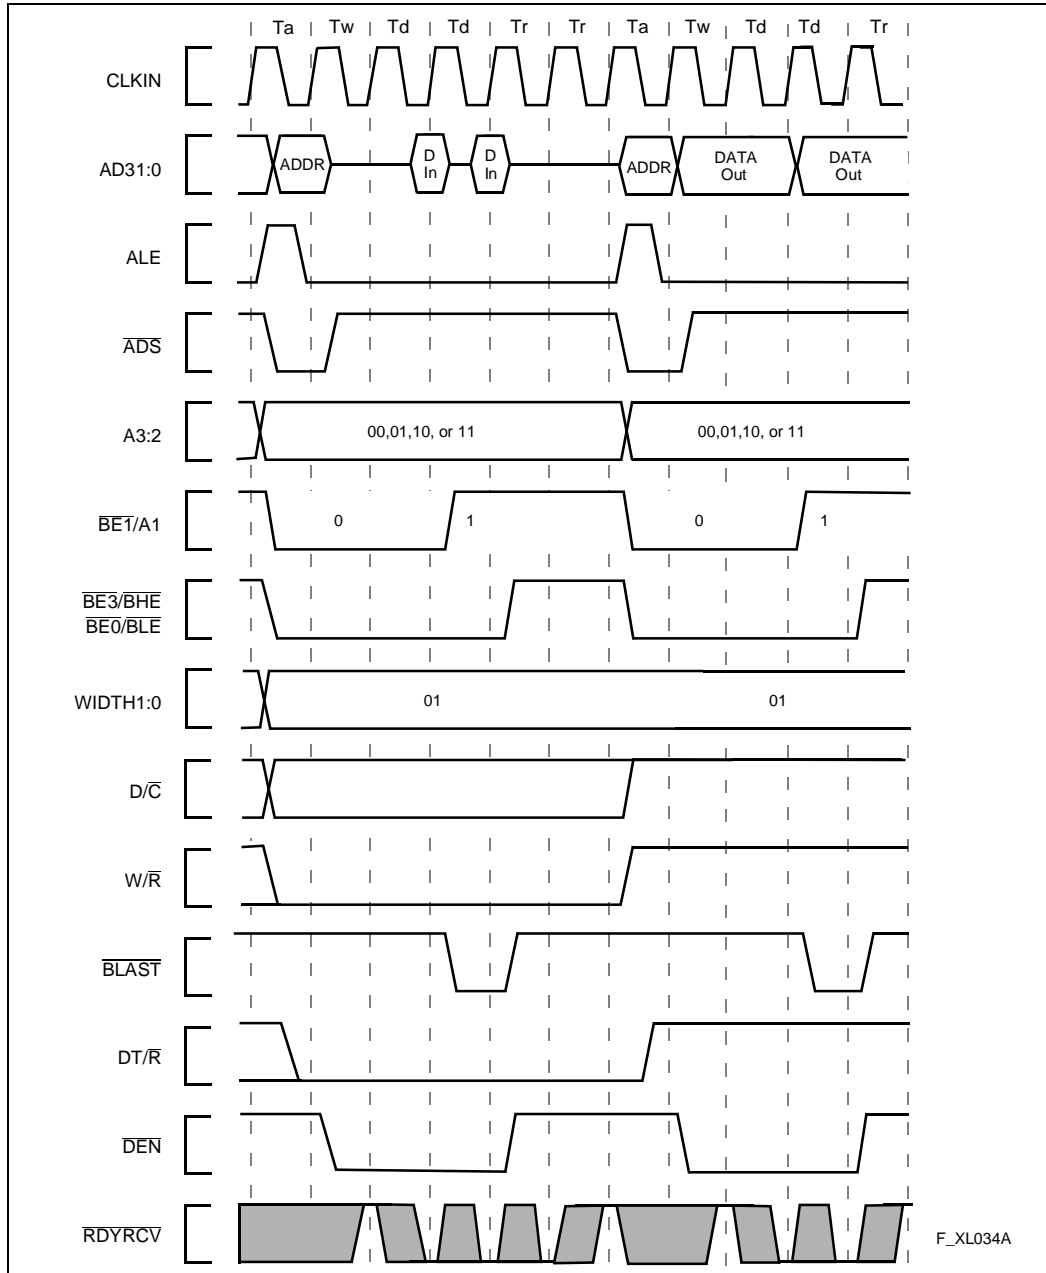 Ta Tw Td Td Tr Tr Ta Tw Td Td Tr
CLKIN
AD31:0 ADDR D In D In ADDR DATA Out DATA Out
ALE
ADS
A3:2 00,01,10, or 11 00,01,10, or 11
BE1/A1 0 1 0 1
BE3/BHE
BE0/BLE
WIDTH1:0 01 01
D/C
W/R
BLAST
DT/R
DEN
RDYRCV
F_XL034A